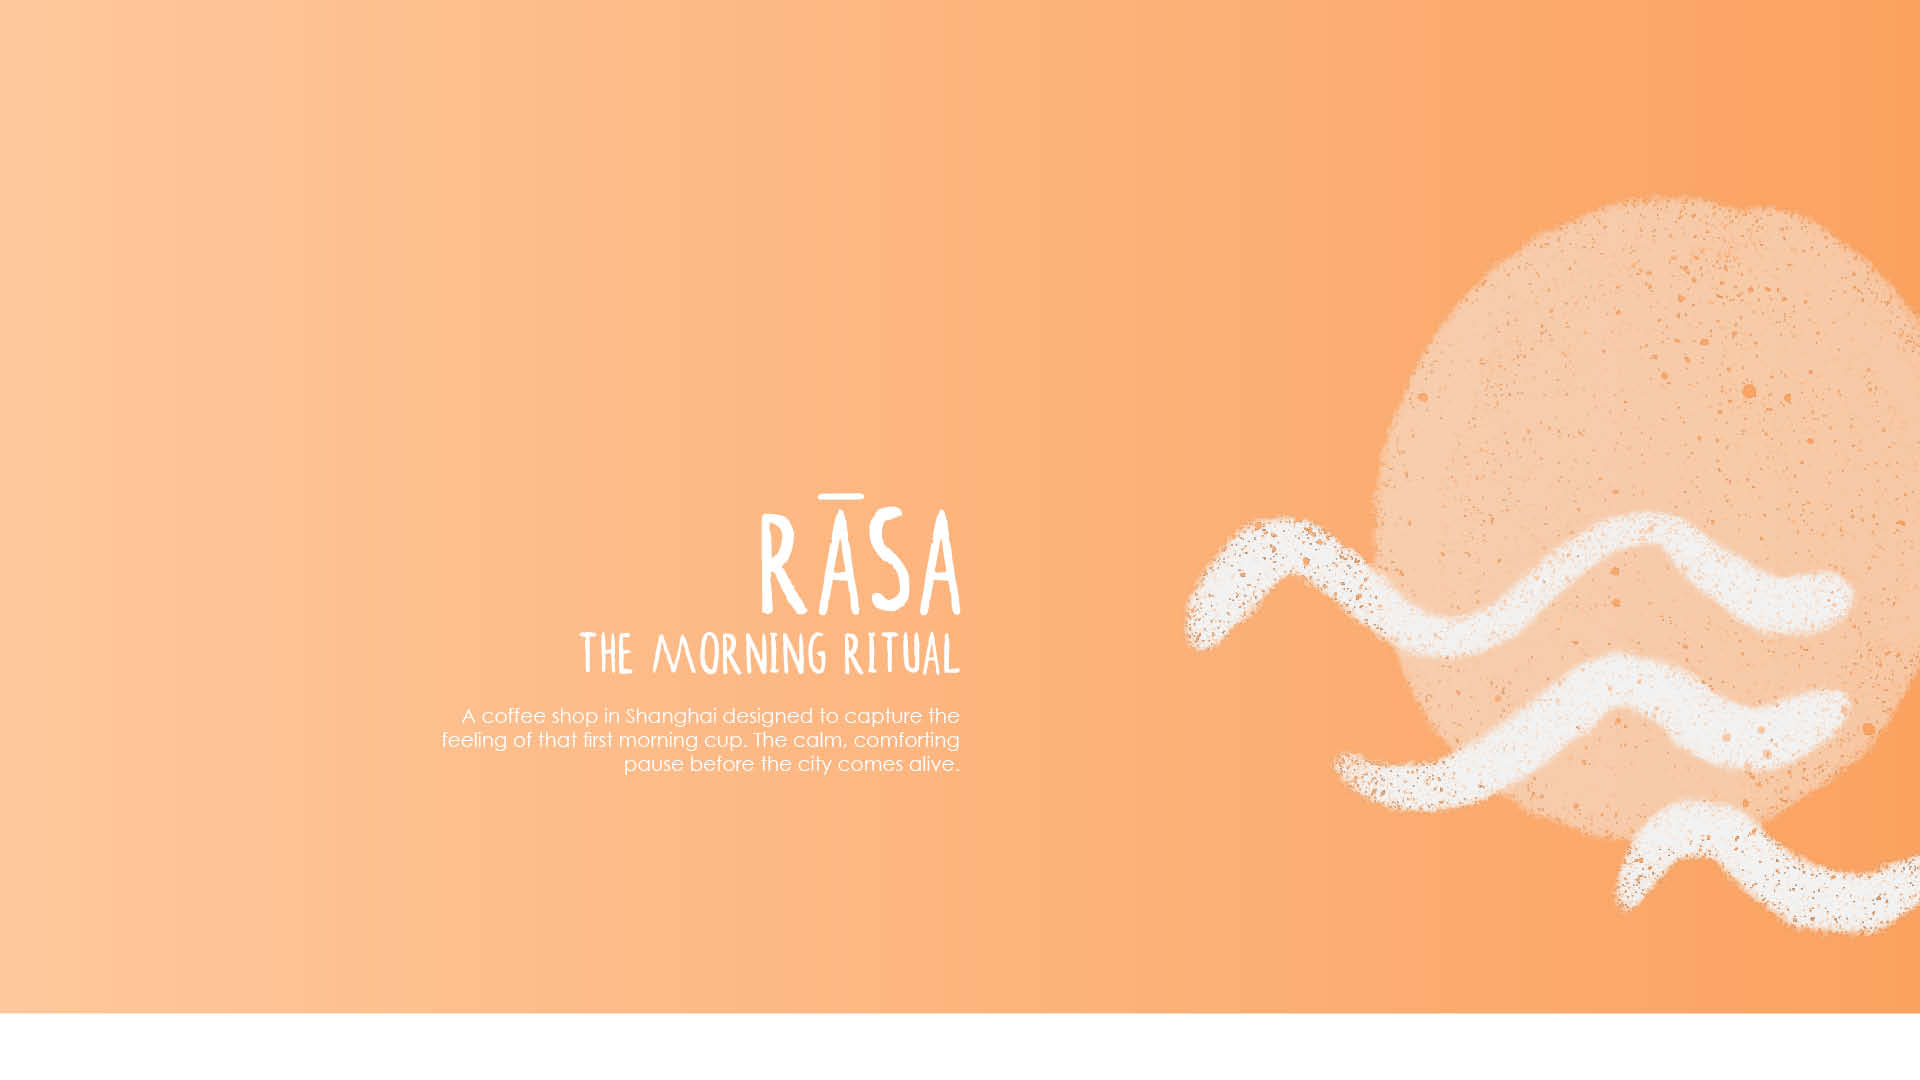 RĀSA
THE MORNING RITUAL
A coffee shop in Shanghai designed to capture the
feeling of that first morning cup. The calm, comforting
pause before the city comes alive.